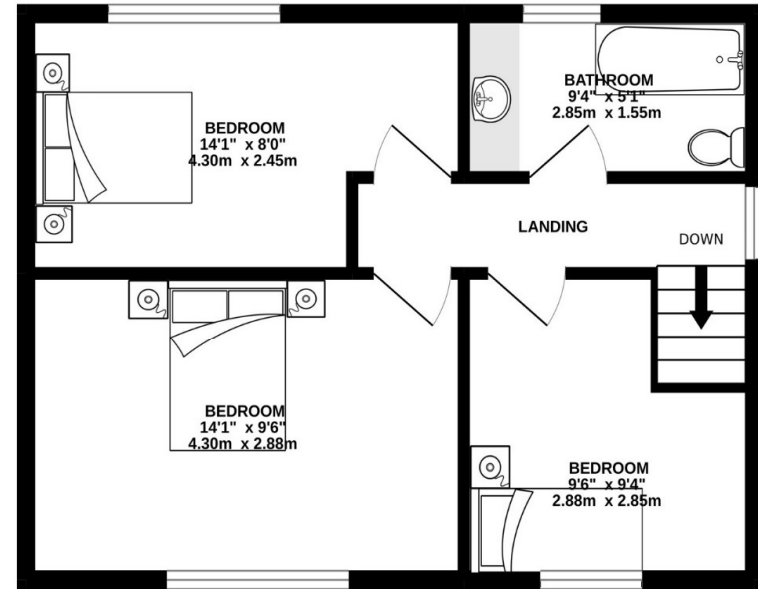 BEDROOM
14'1" x 8'0"
4.30m x 2.45m
BATHROOM
9'4" x 5'1"
2.85m x 1.55m
LANDING
DOWN
BEDROOM
14'1" x 9'6"
4.30m x 2.88m
BEDROOM
9'6" x 9'4"
2.88m x 2.85m